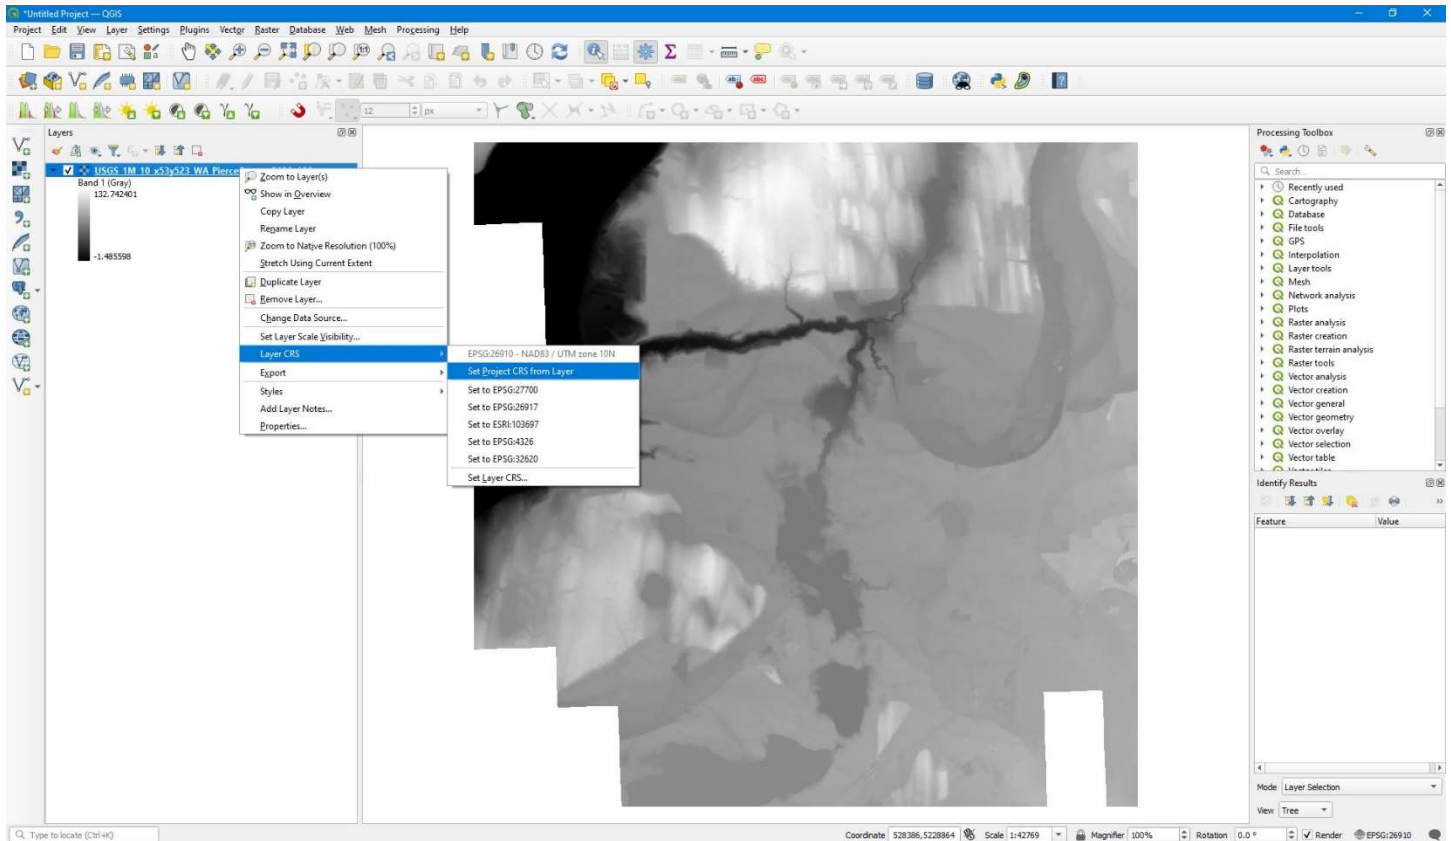 *Untitled Project — QGIS
Project Edit View Layer Settings Plugins Vector Raster Database Web Mesh Processing Help
12 px
Layers
USGS 1M 10 x53y523 WA Pierce
Band 1 (Gray)
132.742401
-1.485598
Zoom to Layer(s)
Show in Overview
Copy Layer
Rename Layer
Zoom to Native Resolution (100%)
Stretch Using Current Extent
Duplicate Layer
Remove Layer...
Change Data Source...
Set Layer Scale Visibility...
Layer CRS
Export
Styles
Add Layer Notes...
Properties...
EPSG:26910 - NAD83 / UTM zone 10N
Set Project CRS from Layer
Set to EPSG:27700
Set to EPSG:26917
Set to ESRI:103697
Set to EPSG:4326
Set to EPSG:32620
Set Layer CRS...
Processing Toolbox
Search...
Recently used
Cartography
Database
File tools
GPS
Interpolation
Layer tools
Mesh
Network analysis
Plots
Raster analysis
Raster creation
Raster terrain analysis
Raster tools
Vector analysis
Vector creation
Vector general
Vector geometry
Vector overlay
Vector selection
Vector table
Identify Results
Feature Value
Mode Layer Selection
View Tree
Type to locate (Ctrl+K)
Coordinate 528386,5228864 Scale 1:42769 Magnifier 100% Rotation 0.0 ° Render EPSG:26910